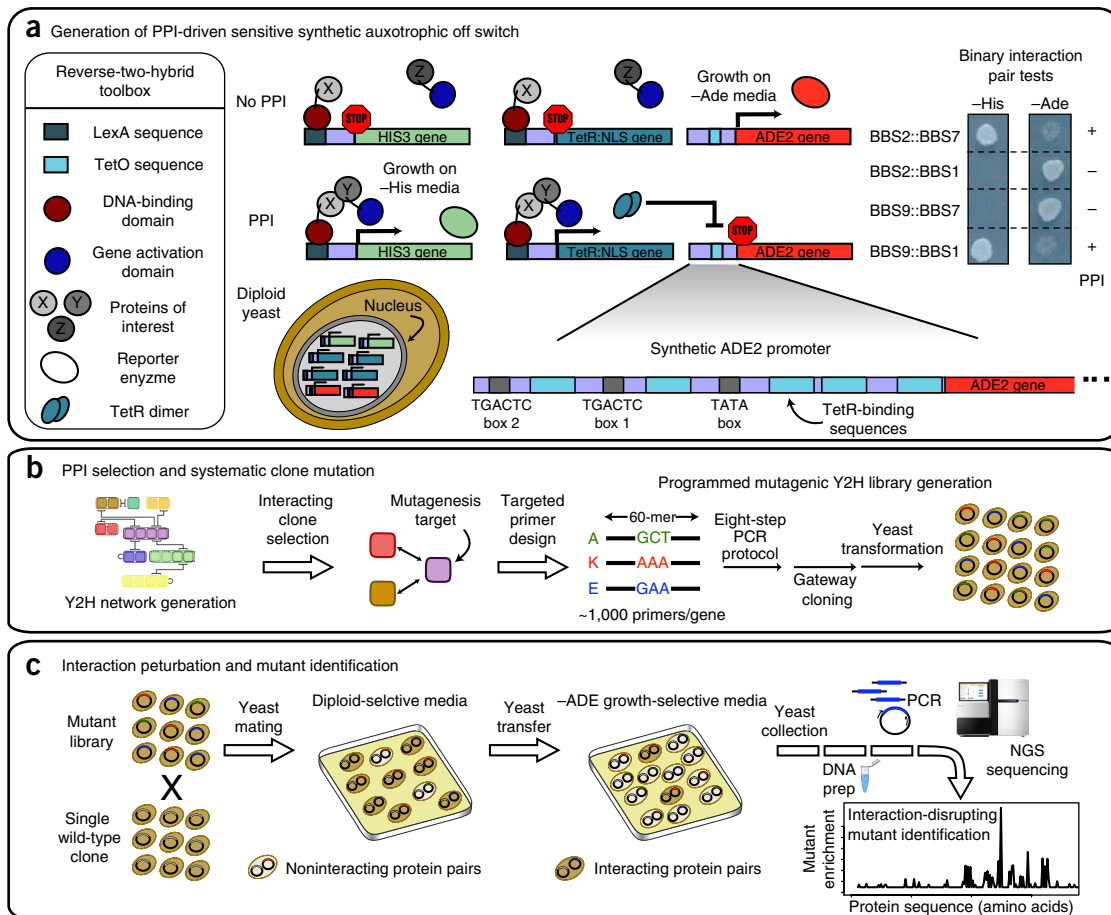 a Generation of PPI-driven sensitive synthetic auxotrophic off switch
Reverse-two-hybrid
toolbox
LexA sequence
TetO sequence
DNA-binding
domain
Gene activation
domain
X Y
Z
Proteins of
interest
Reporter
enyzme
TetR dimer
No PPI
X
Z
STOP
HIS3 gene
X
Z
STOP
TetR:NLS gene
Growth on
–Ade media
ADE2 gene
PPI
X Y
Growth on
–His media
HIS3 gene
X Y
TetR:NLS gene
STOP
ADE2 gene
Binary interaction
pair tests
–His –Ade
BBS2::BBS7 +
BBS2::BBS1 –
BBS9::BBS7 –
BBS9::BBS1 +
PPI
Diploid
yeast
Nucleus
Synthetic ADE2 promoter
ADE2 gene
TGACTC
box 2
TGACTC
box 1
TATA
box
TetR-binding
sequences
b PPI selection and systematic clone mutation
Y2H network generation
Interacting
clone
selection
Mutagenesis
target
Targeted
primer
design
Programmed mutagenic Y2H library generation
60-mer
A GCT
K AAA
E GAA
~1,000 primers/gene
Eight-step
PCR
protocol
Gateway
cloning
Yeast
transformation
c Interaction peturbation and mutant identification
Mutant
library
X
Single
wild-type
clone
Yeast
mating
Diploid-selctive media
Yeast
transfer
–ADE growth-selective media
Noninteracting protein pairs
Interacting protein pairs
Yeast
collection
PCR
DNA
prep
NGS
sequencing
Interaction-disrupting
mutant identification
Mutant
enrichment
Protein sequence (amino acids)